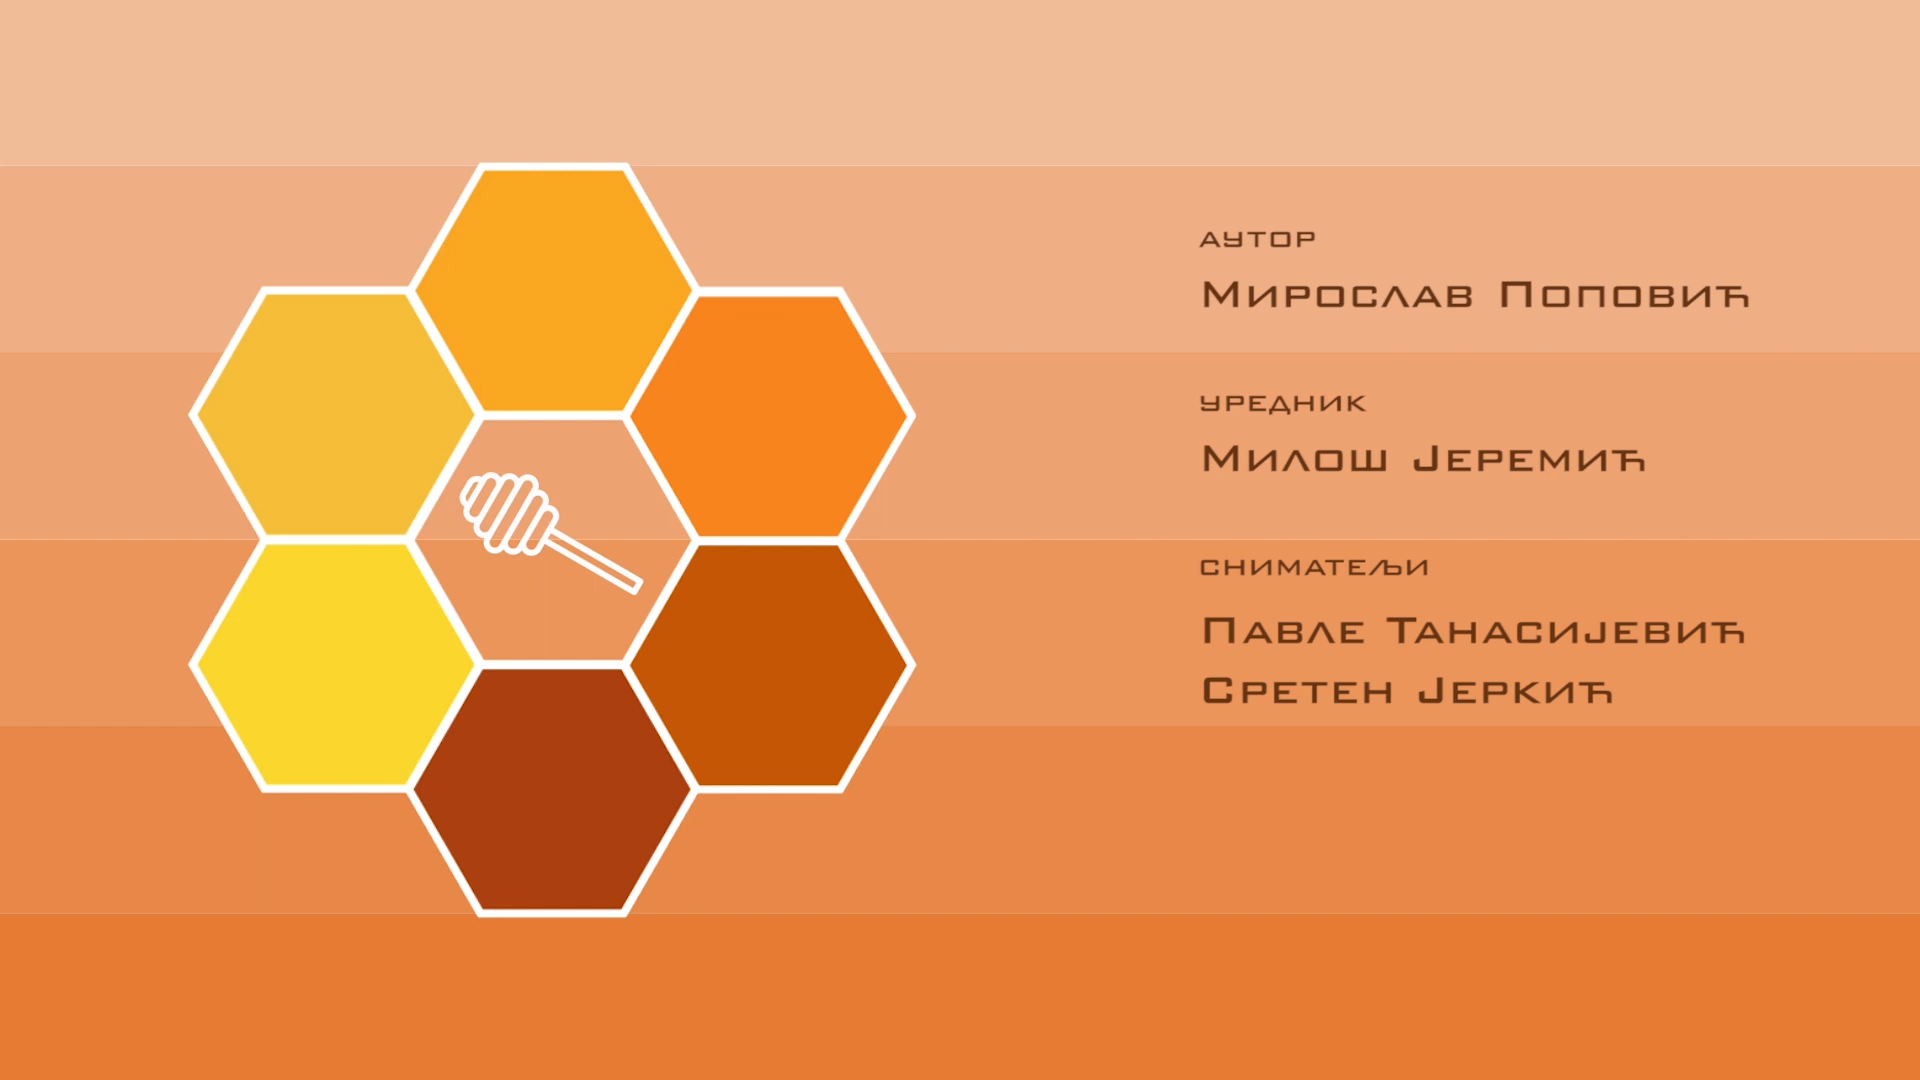 аутор
Мирослав Поповић
уредник
Милош Јеремић
сниматељи
Павле Танасијевић
Сретен Јеркић